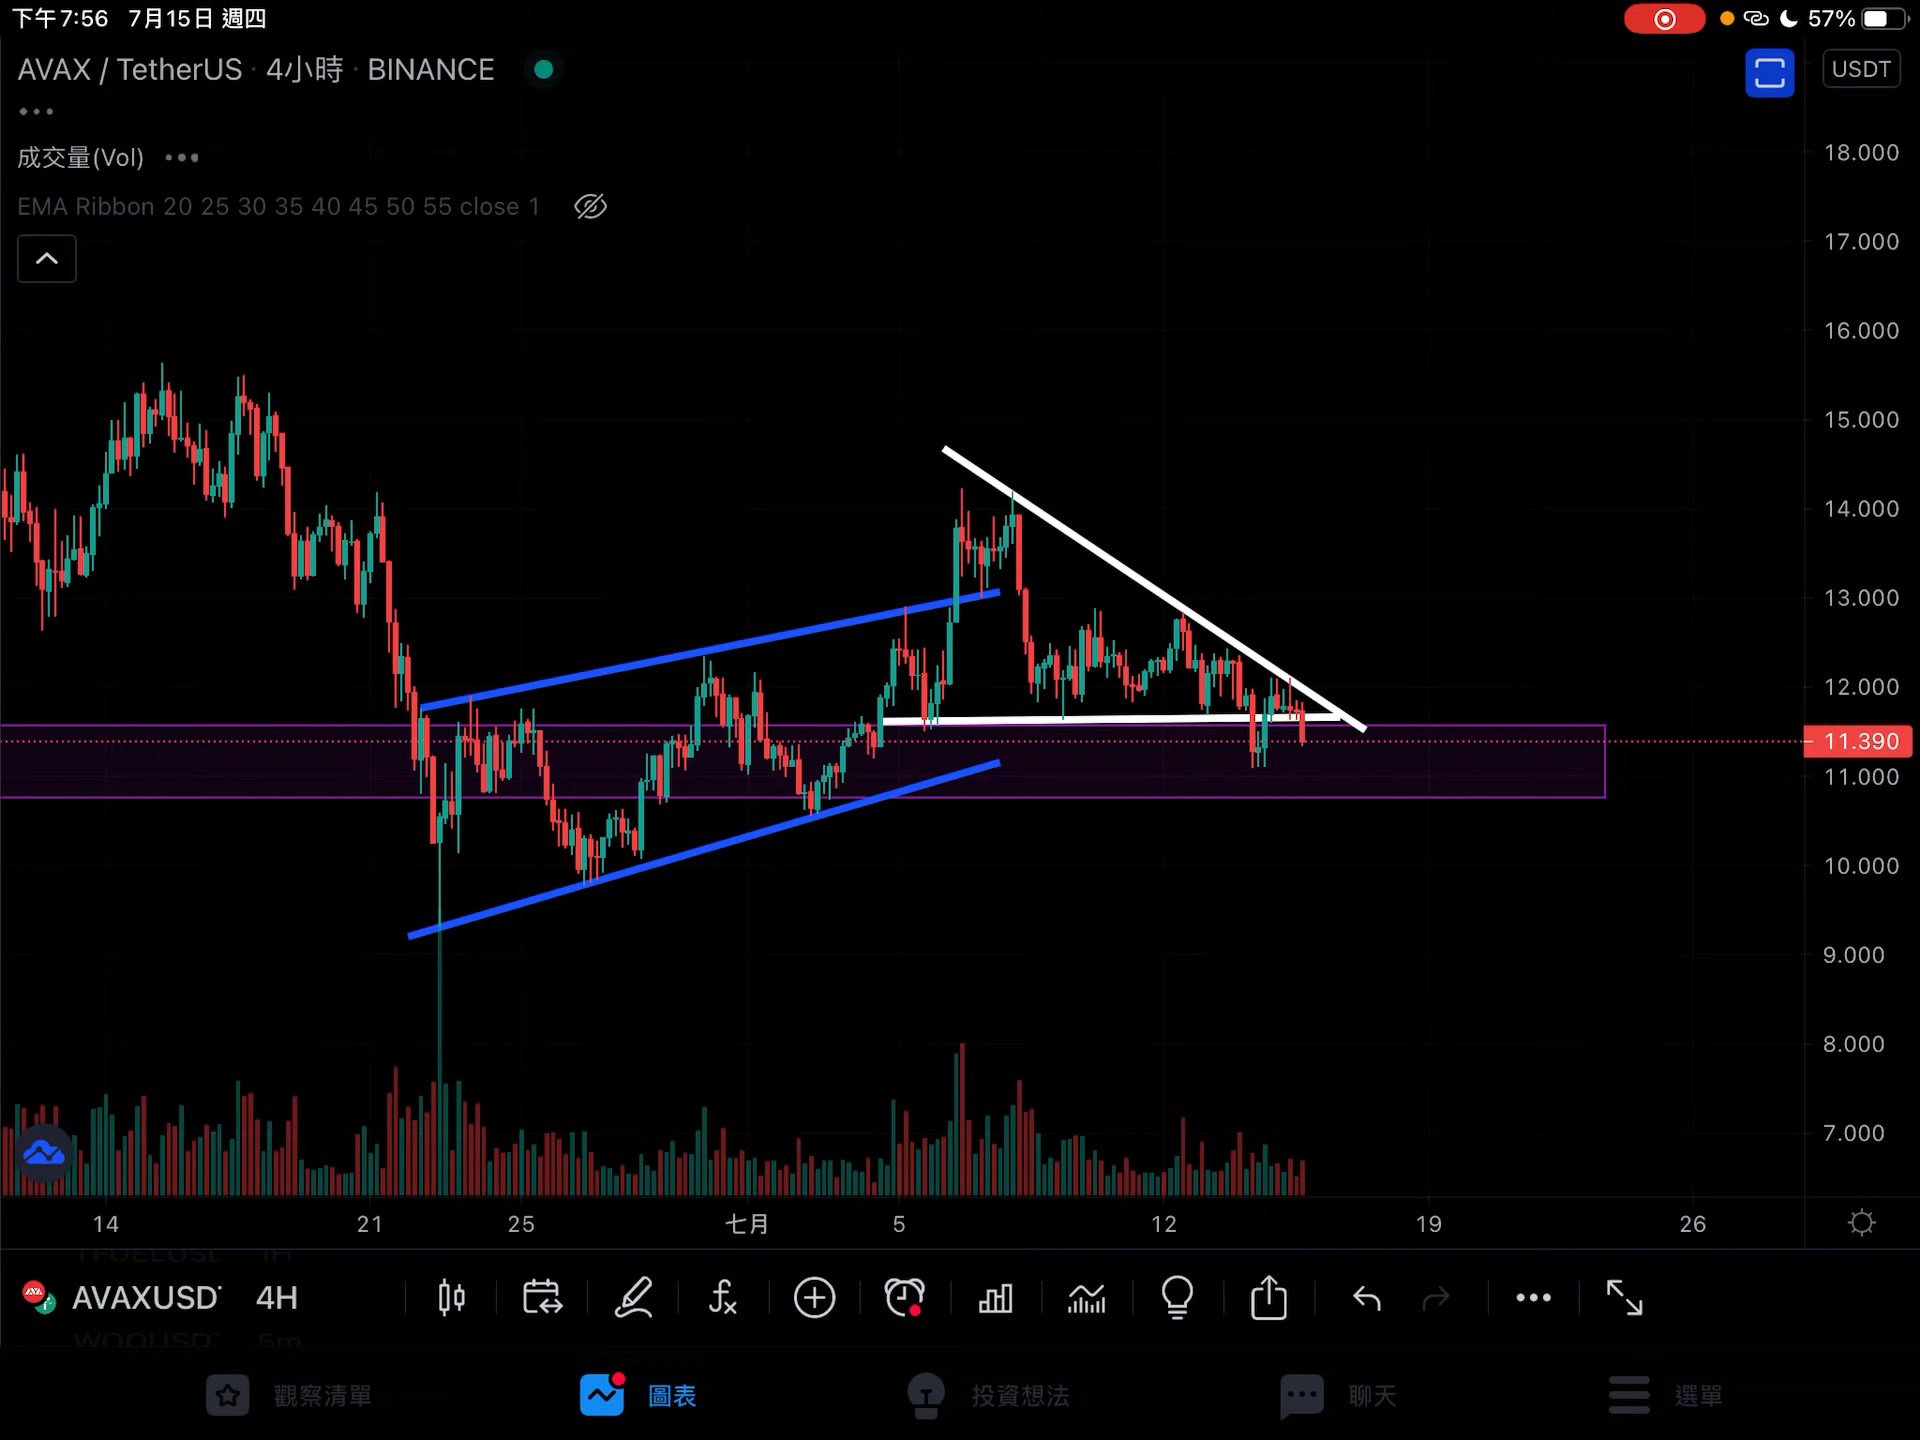 下午7:56 7月15日 週四
57%
AVAX / TetherUS · 4小時 · BINANCE
USDT
成交量(Vol)
EMA Ribbon 20 25 30 35 40 45 50 55 close 1
18.000
17.000
16.000
15.000
14.000
13.000
12.000
11.390
11.000
10.000
9.000
8.000
7.000
14 21 25 七月 5 12 19 26
AVAXUSD 4H
5m
觀察清單 圖表 投資想法 聊天 選單